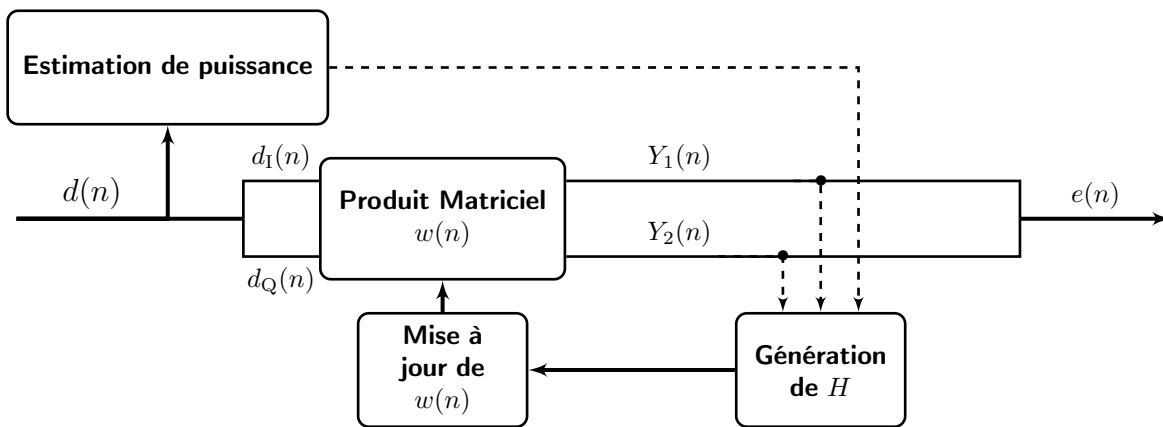 Estimation de puissance
d(n)
d_I(n)
d_Q(n)
Produit Matriciel
w(n)
Y_1(n)
Y_2(n)
e(n)
Mise à
jour de
w(n)
Génération
de H